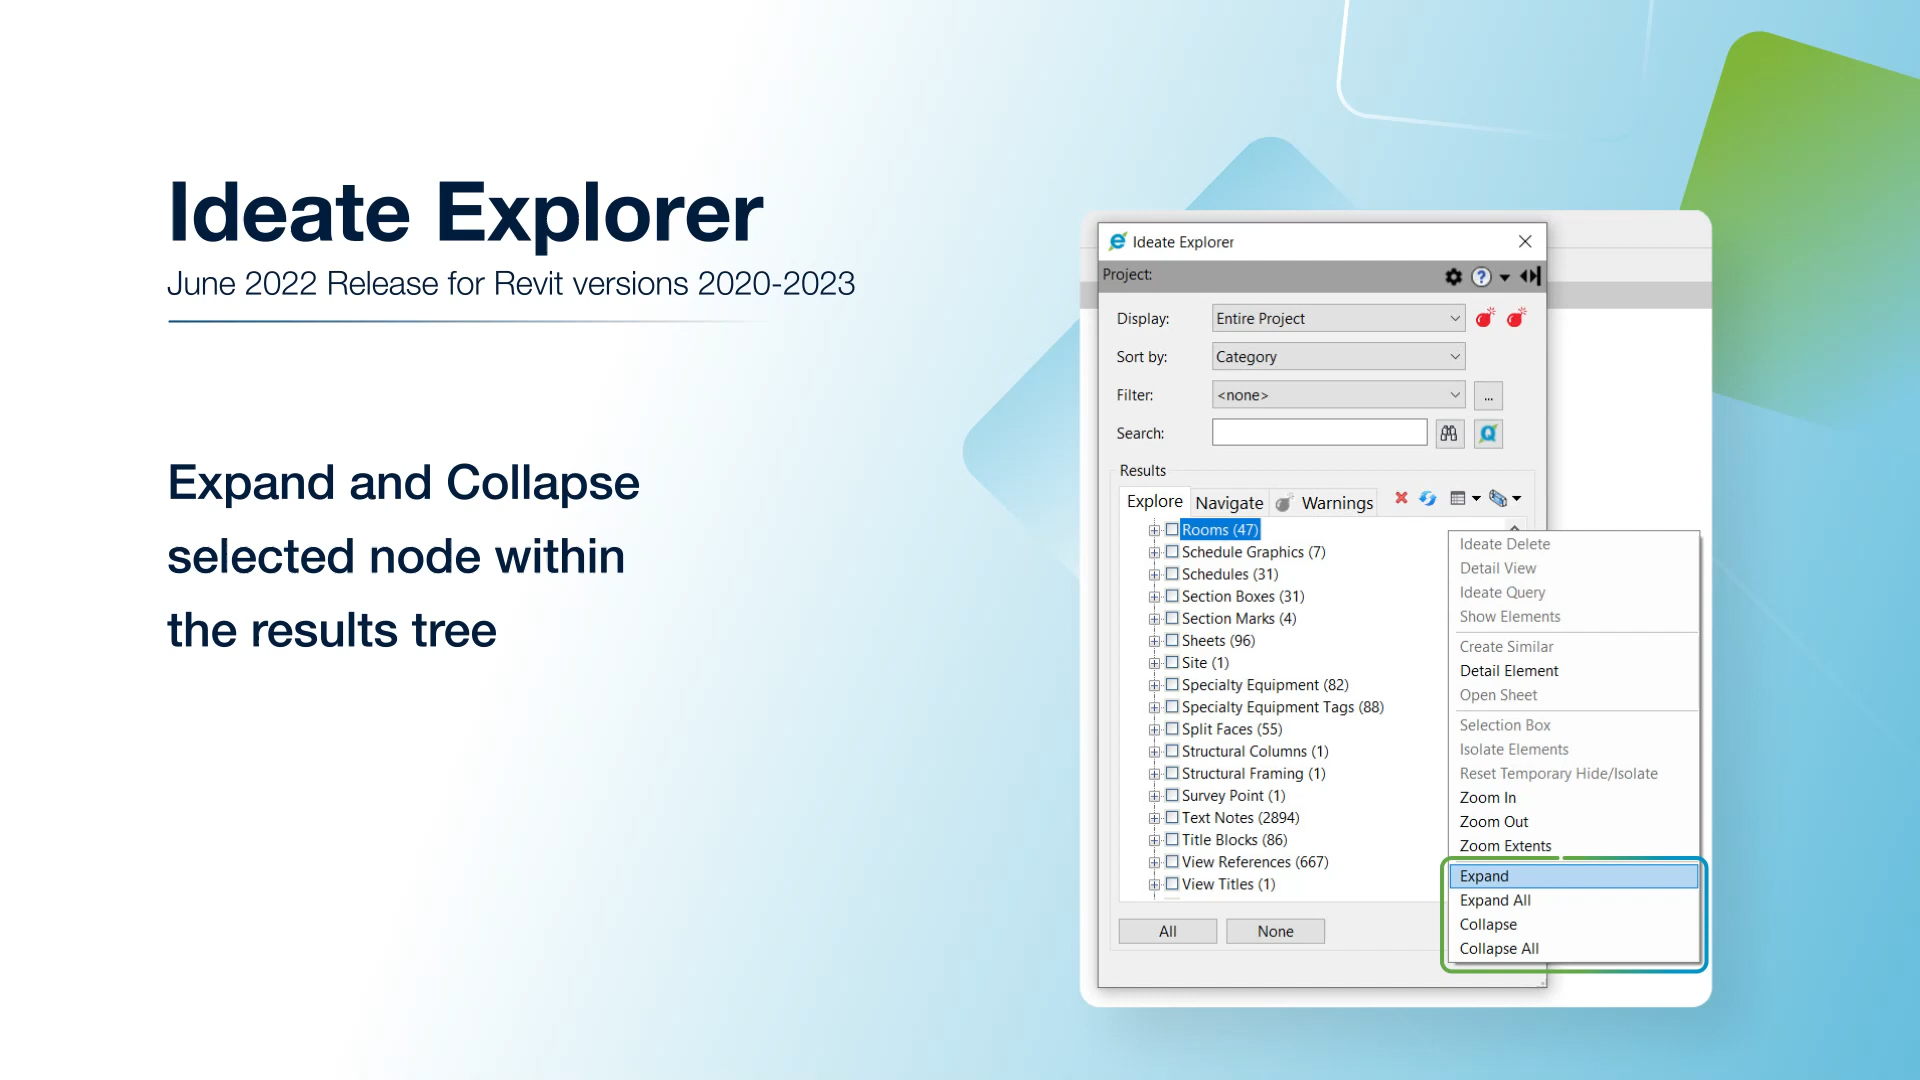 Ideate Explorer
June 2022 Release for Revit versions 2020-2023
Expand and Collapse
selected node within
the results tree
Ideate Explorer
Project:
Display:
Entire Project
Sort by:
Category
Filter:
<none>
...
Search:
Results
Explore
Navigate
Warnings
Rooms (47)
Schedule Graphics (7)
Schedules (31)
Section Boxes (31)
Section Marks (4)
Sheets (96)
Site (1)
Specialty Equipment (82)
Specialty Equipment Tags (88)
Split Faces (55)
Structural Columns (1)
Structural Framing (1)
Survey Point (1)
Text Notes (2894)
Title Blocks (86)
View References (667)
View Titles (1)
All
None
Ideate Delete
Detail View
Ideate Query
Show Elements
Create Similar
Detail Element
Open Sheet
Selection Box
Isolate Elements
Reset Temporary Hide/Isolate
Zoom In
Zoom Out
Zoom Extents
Expand
Expand All
Collapse
Collapse All